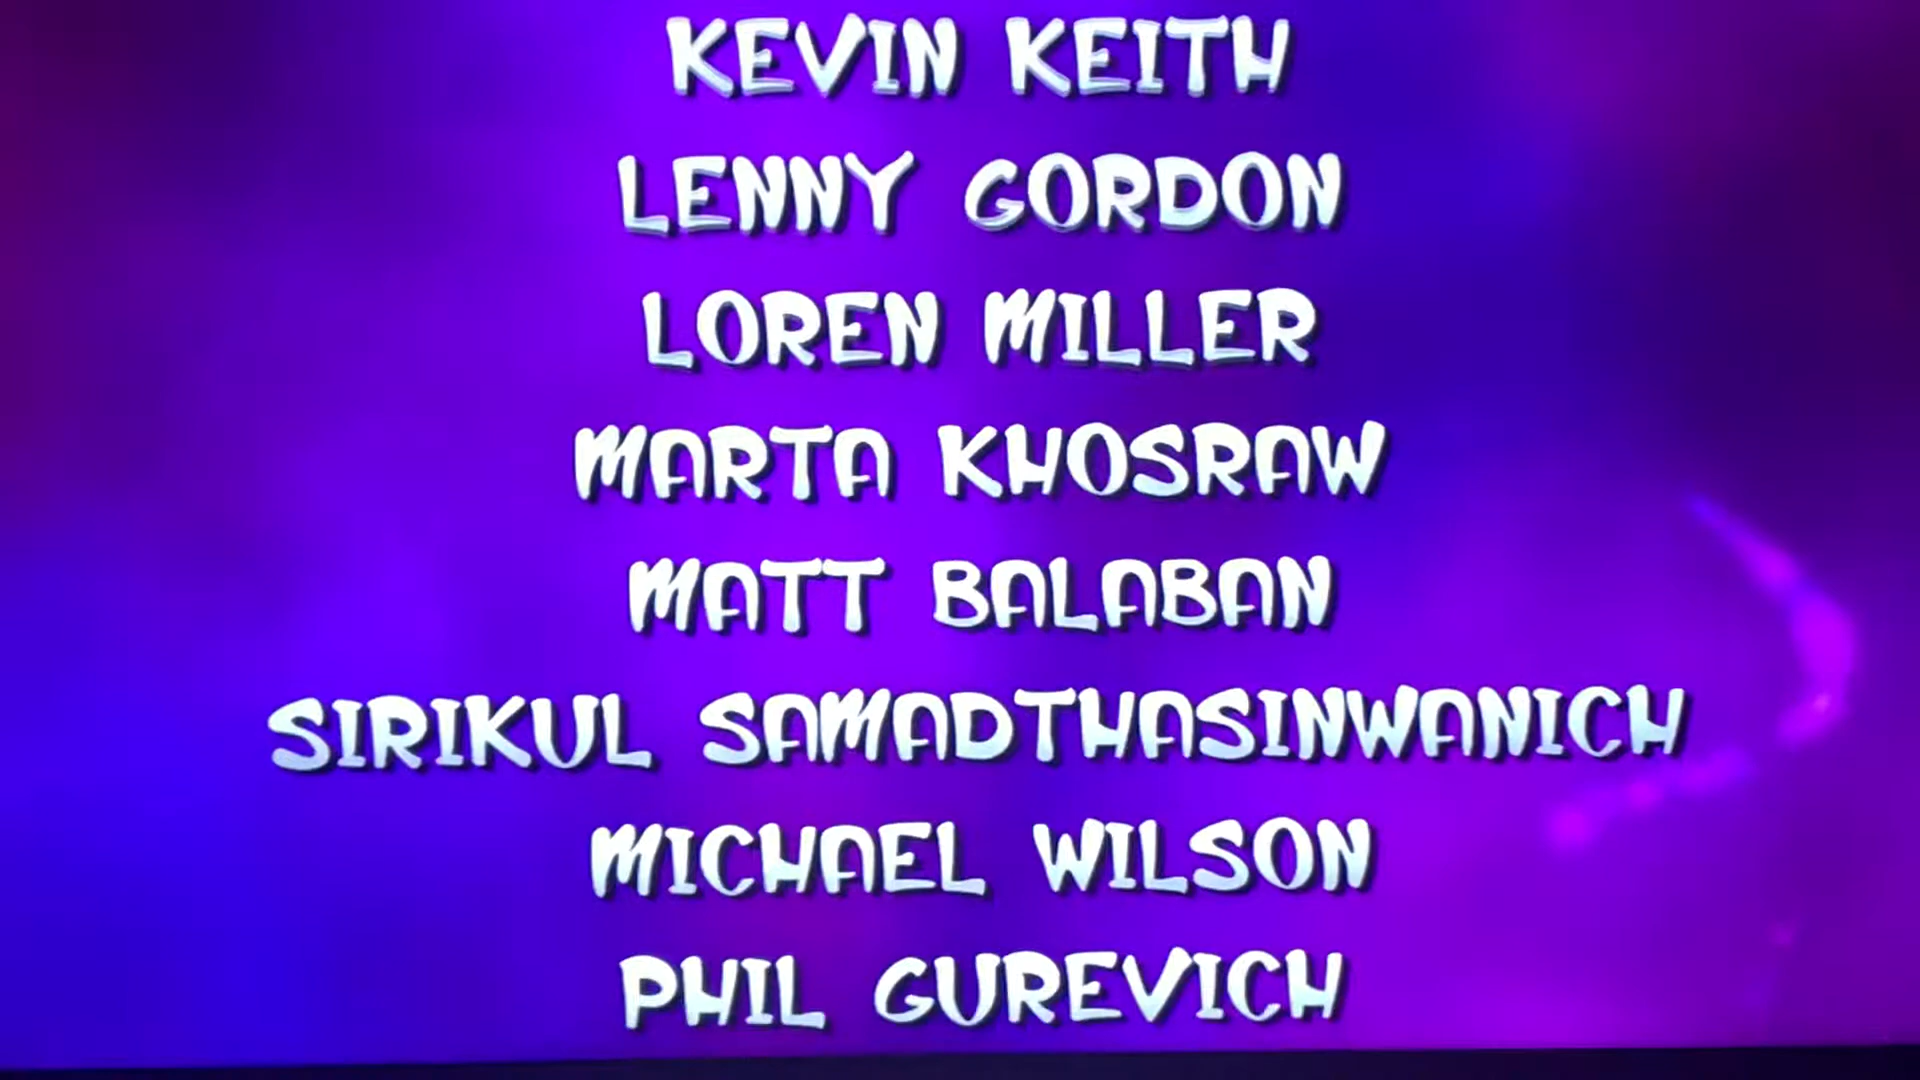 KEVIN KEITH
LENNY GORDON
LOREN MILLER
MARTA KHOSRAW
MATT BALABAN
SIRIKUL SAMADTHASINWANICH
MICHAEL WILSON
PHIL GUREVICH